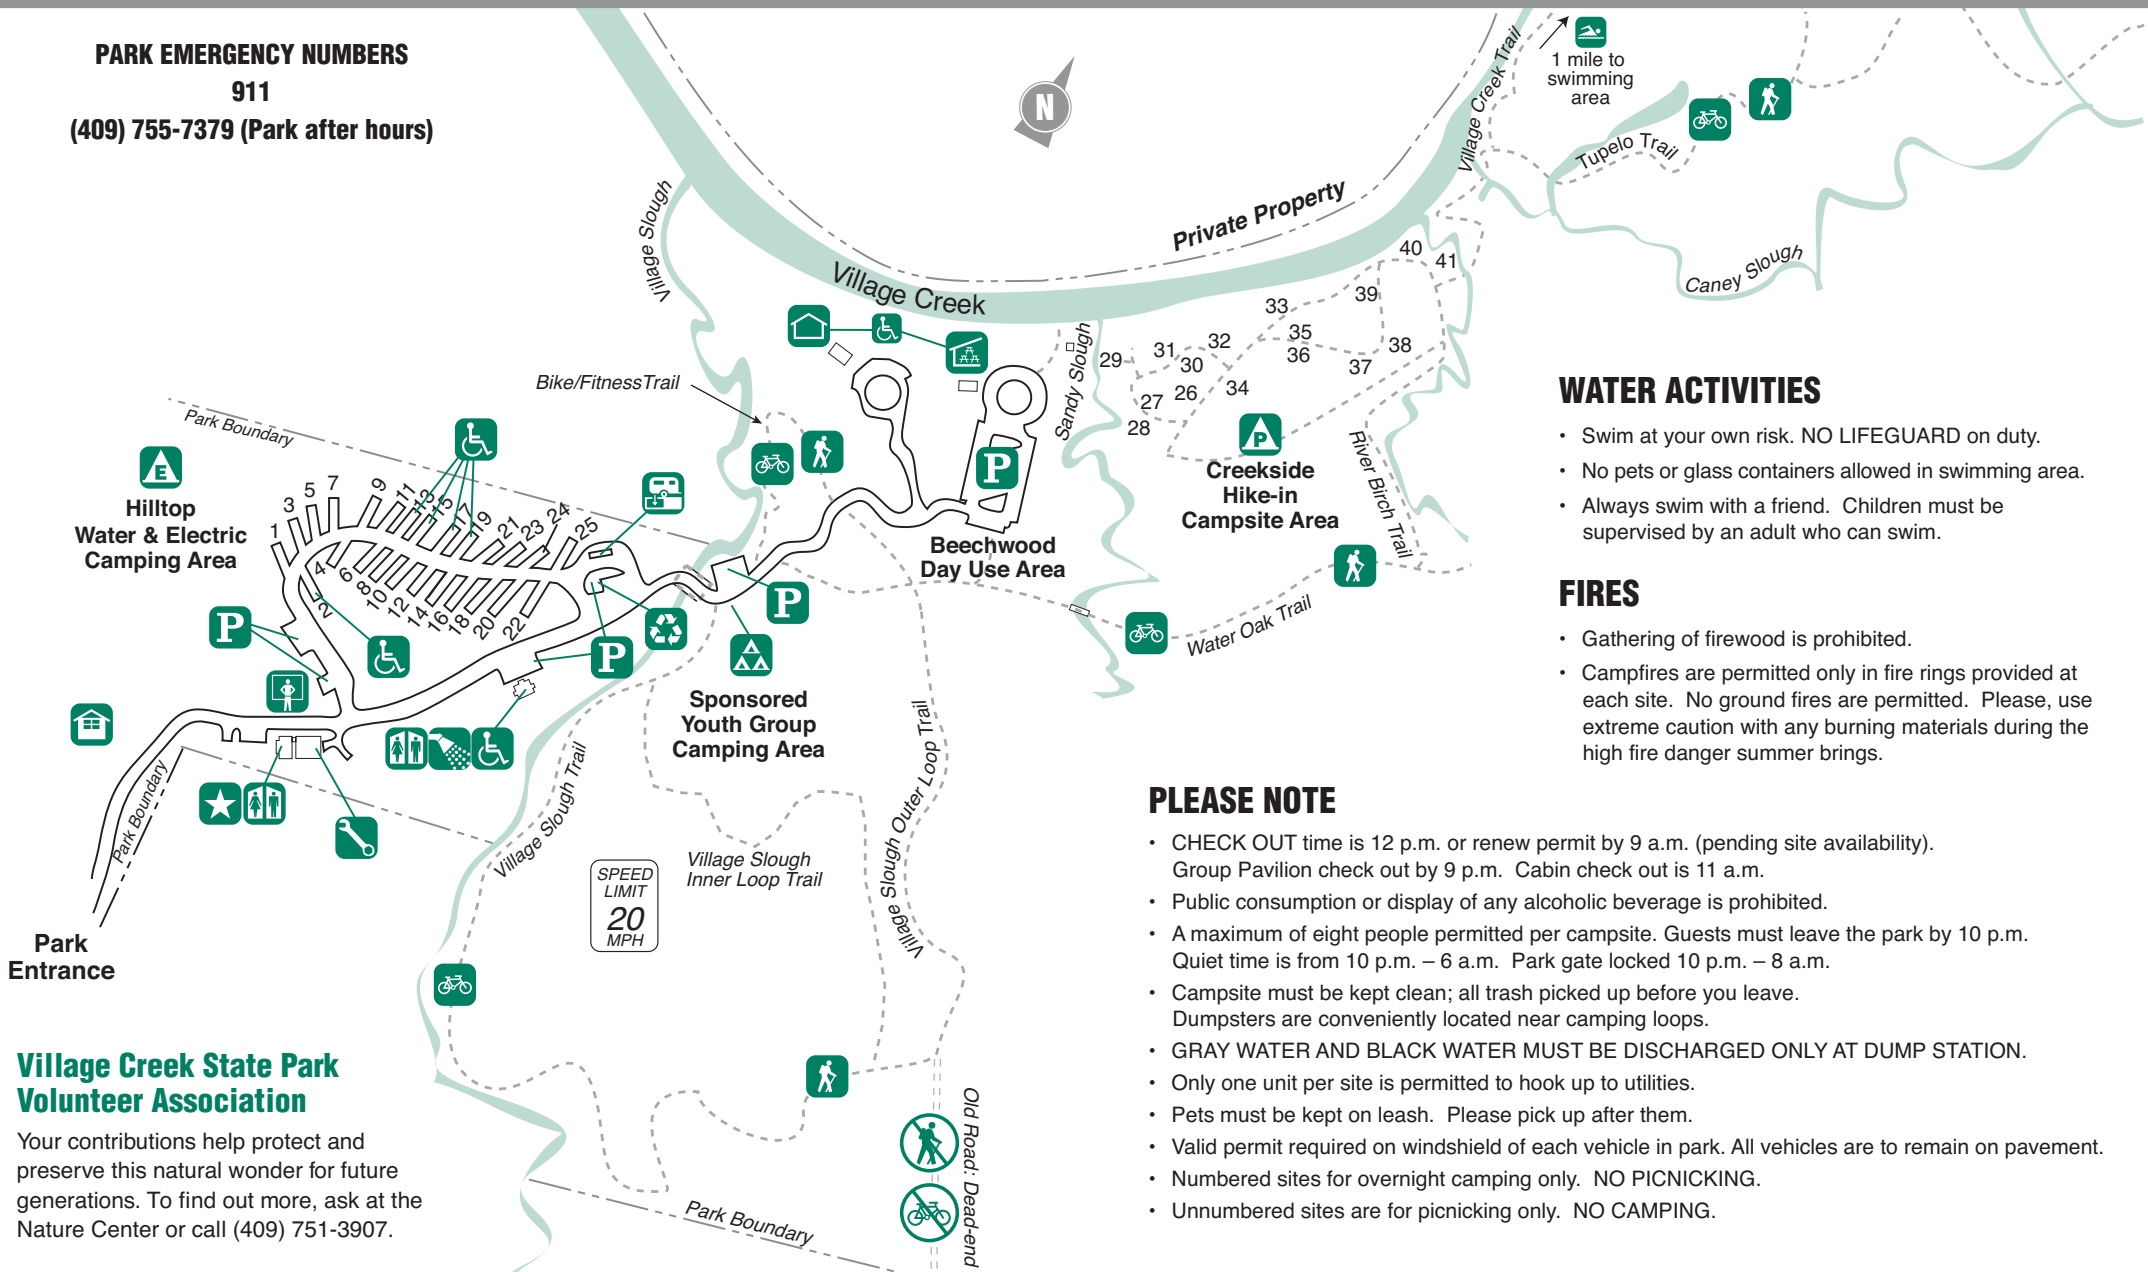 PARK EMERGENCY NUMBERS
911
(409) 755-7379 (Park after hours)
N
1 mile to
swimming
area
Village Creek Trail
Tupelo Trail
Private Property
Village Slough
Village Creek
Caney Slough
Sandy Slough
40
41
39
33
35
36
38
37
32
31
30
29
34
26
27
28
P
Creekside
Hike-in
Campsite Area
River Birch Trail
Water Oak Trail
Bike/FitnessTrail
Park Boundary
E
Hilltop
Water & Electric
Camping Area
1
3
5
7
9
11
13
15
17
19
21
23
24
25
4
2
6
8
10
12
14
16
18
20
22
P
P
P
P
Beechwood
Day Use Area
Sponsored
Youth Group
Camping Area
Park Boundary
Park
Entrance
Village Slough Trail
Village Slough
Inner Loop Trail
Village Slough Outer Loop Trail
SPEED
LIMIT
20
MPH
Old Road: Dead-end
Park Boundary
Village Creek State Park
Volunteer Association
Your contributions help protect and
preserve this natural wonder for future
generations. To find out more, ask at the
Nature Center or call (409) 751-3907.
WATER ACTIVITIES
• Swim at your own risk. NO LIFEGUARD on duty.
• No pets or glass containers allowed in swimming area.
• Always swim with a friend. Children must be
supervised by an adult who can swim.
FIRES
• Gathering of firewood is prohibited.
• Campfires are permitted only in fire rings provided at
each site. No ground fires are permitted. Please, use
extreme caution with any burning materials during the
high fire danger summer brings.
PLEASE NOTE
• CHECK OUT time is 12 p.m. or renew permit by 9 a.m. (pending site availability).
Group Pavilion check out by 9 p.m. Cabin check out is 11 a.m.
• Public consumption or display of any alcoholic beverage is prohibited.
• A maximum of eight people permitted per campsite. Guests must leave the park by 10 p.m.
Quiet time is from 10 p.m. – 6 a.m. Park gate locked 10 p.m. – 8 a.m.
• Campsite must be kept clean; all trash picked up before you leave.
Dumpsters are conveniently located near camping loops.
• GRAY WATER AND BLACK WATER MUST BE DISCHARGED ONLY AT DUMP STATION.
• Only one unit per site is permitted to hook up to utilities.
• Pets must be kept on leash. Please pick up after them.
• Valid permit required on windshield of each vehicle in park. All vehicles are to remain on pavement.
• Numbered sites for overnight camping only. NO PICNICKING.
• Unnumbered sites are for picnicking only. NO CAMPING.